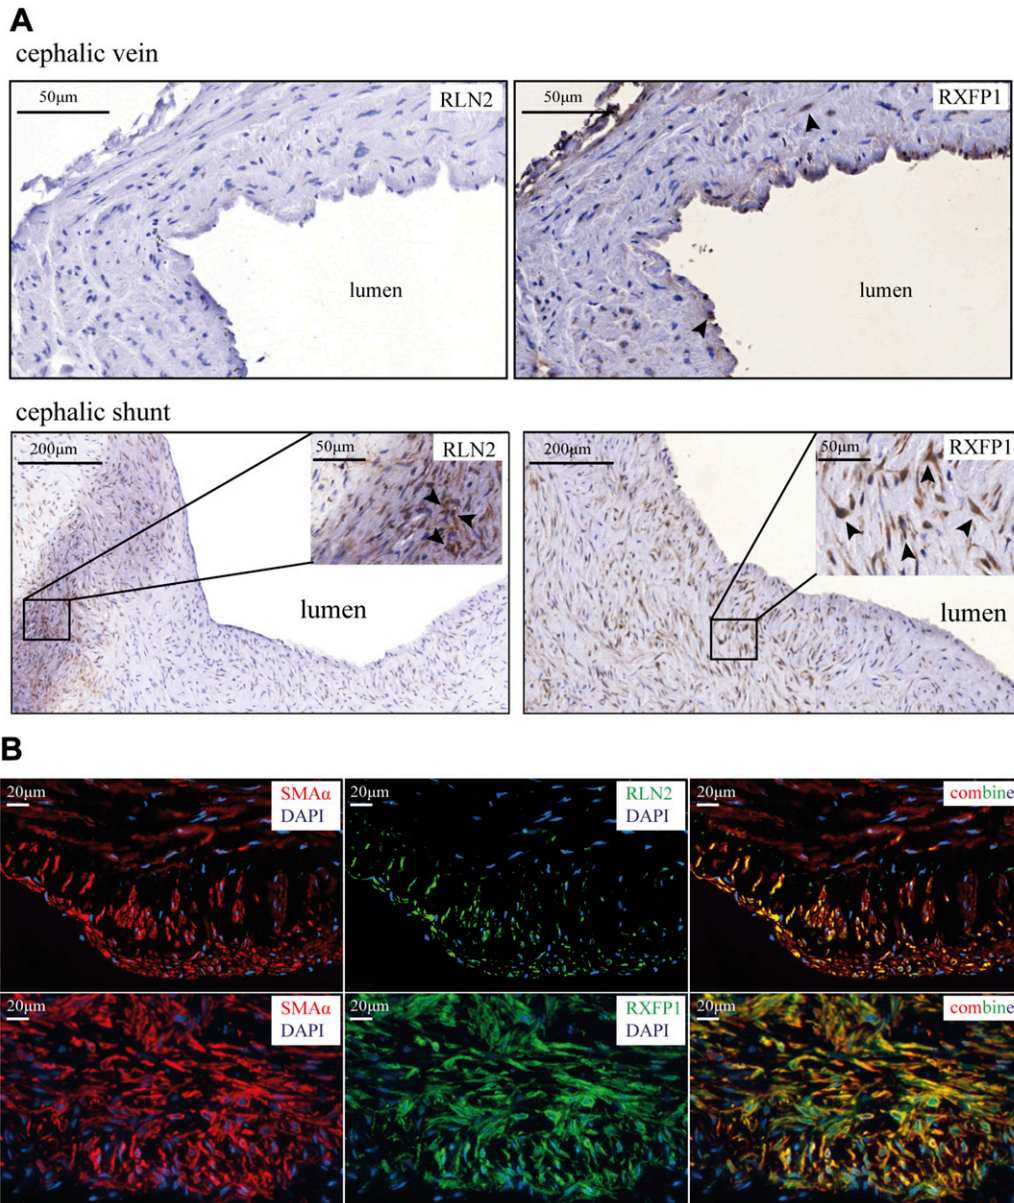 A
cephalic vein
50μm RLN2
lumen
50μm RXFP1
lumen
cephalic shunt
200μm
50μm RLN2
lumen
200μm
50μm RXFP1
lumen
B
20μm SMAα
DAPI
20μm RLN2
DAPI
20μm combine
20μm SMAα
DAPI
20μm RXFP1
DAPI
20μm combine